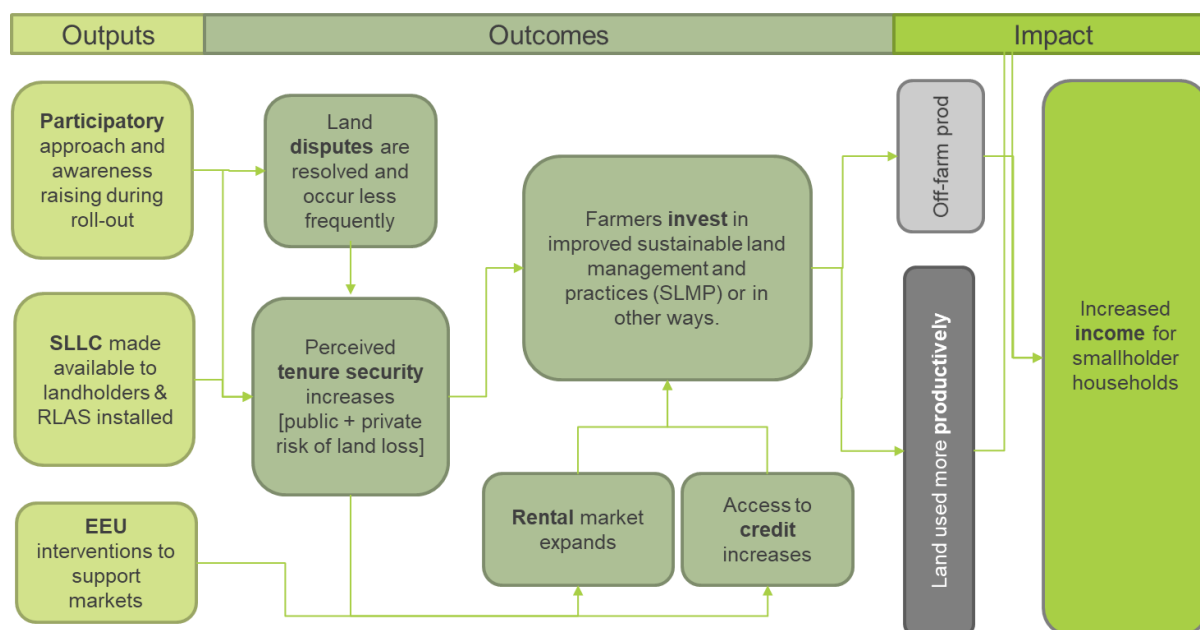 Outputs
Outcomes
Impact
Participatory
approach and
awareness
raising during
roll-out
Land
disputes are
resolved and
occur less
frequently
Farmers invest in
improved sustainable land
management and
practices (SLMP) or in
other ways.
Off-farm prod
SLLC made
available to
landholders &
RLAS installed
Perceived
tenure security
increases
[public + private
risk of land loss]
Land used more productively
Increased
income for
smallholder
households
EEU
interventions to
support
markets
Rental market
expands
Access to
credit
increases